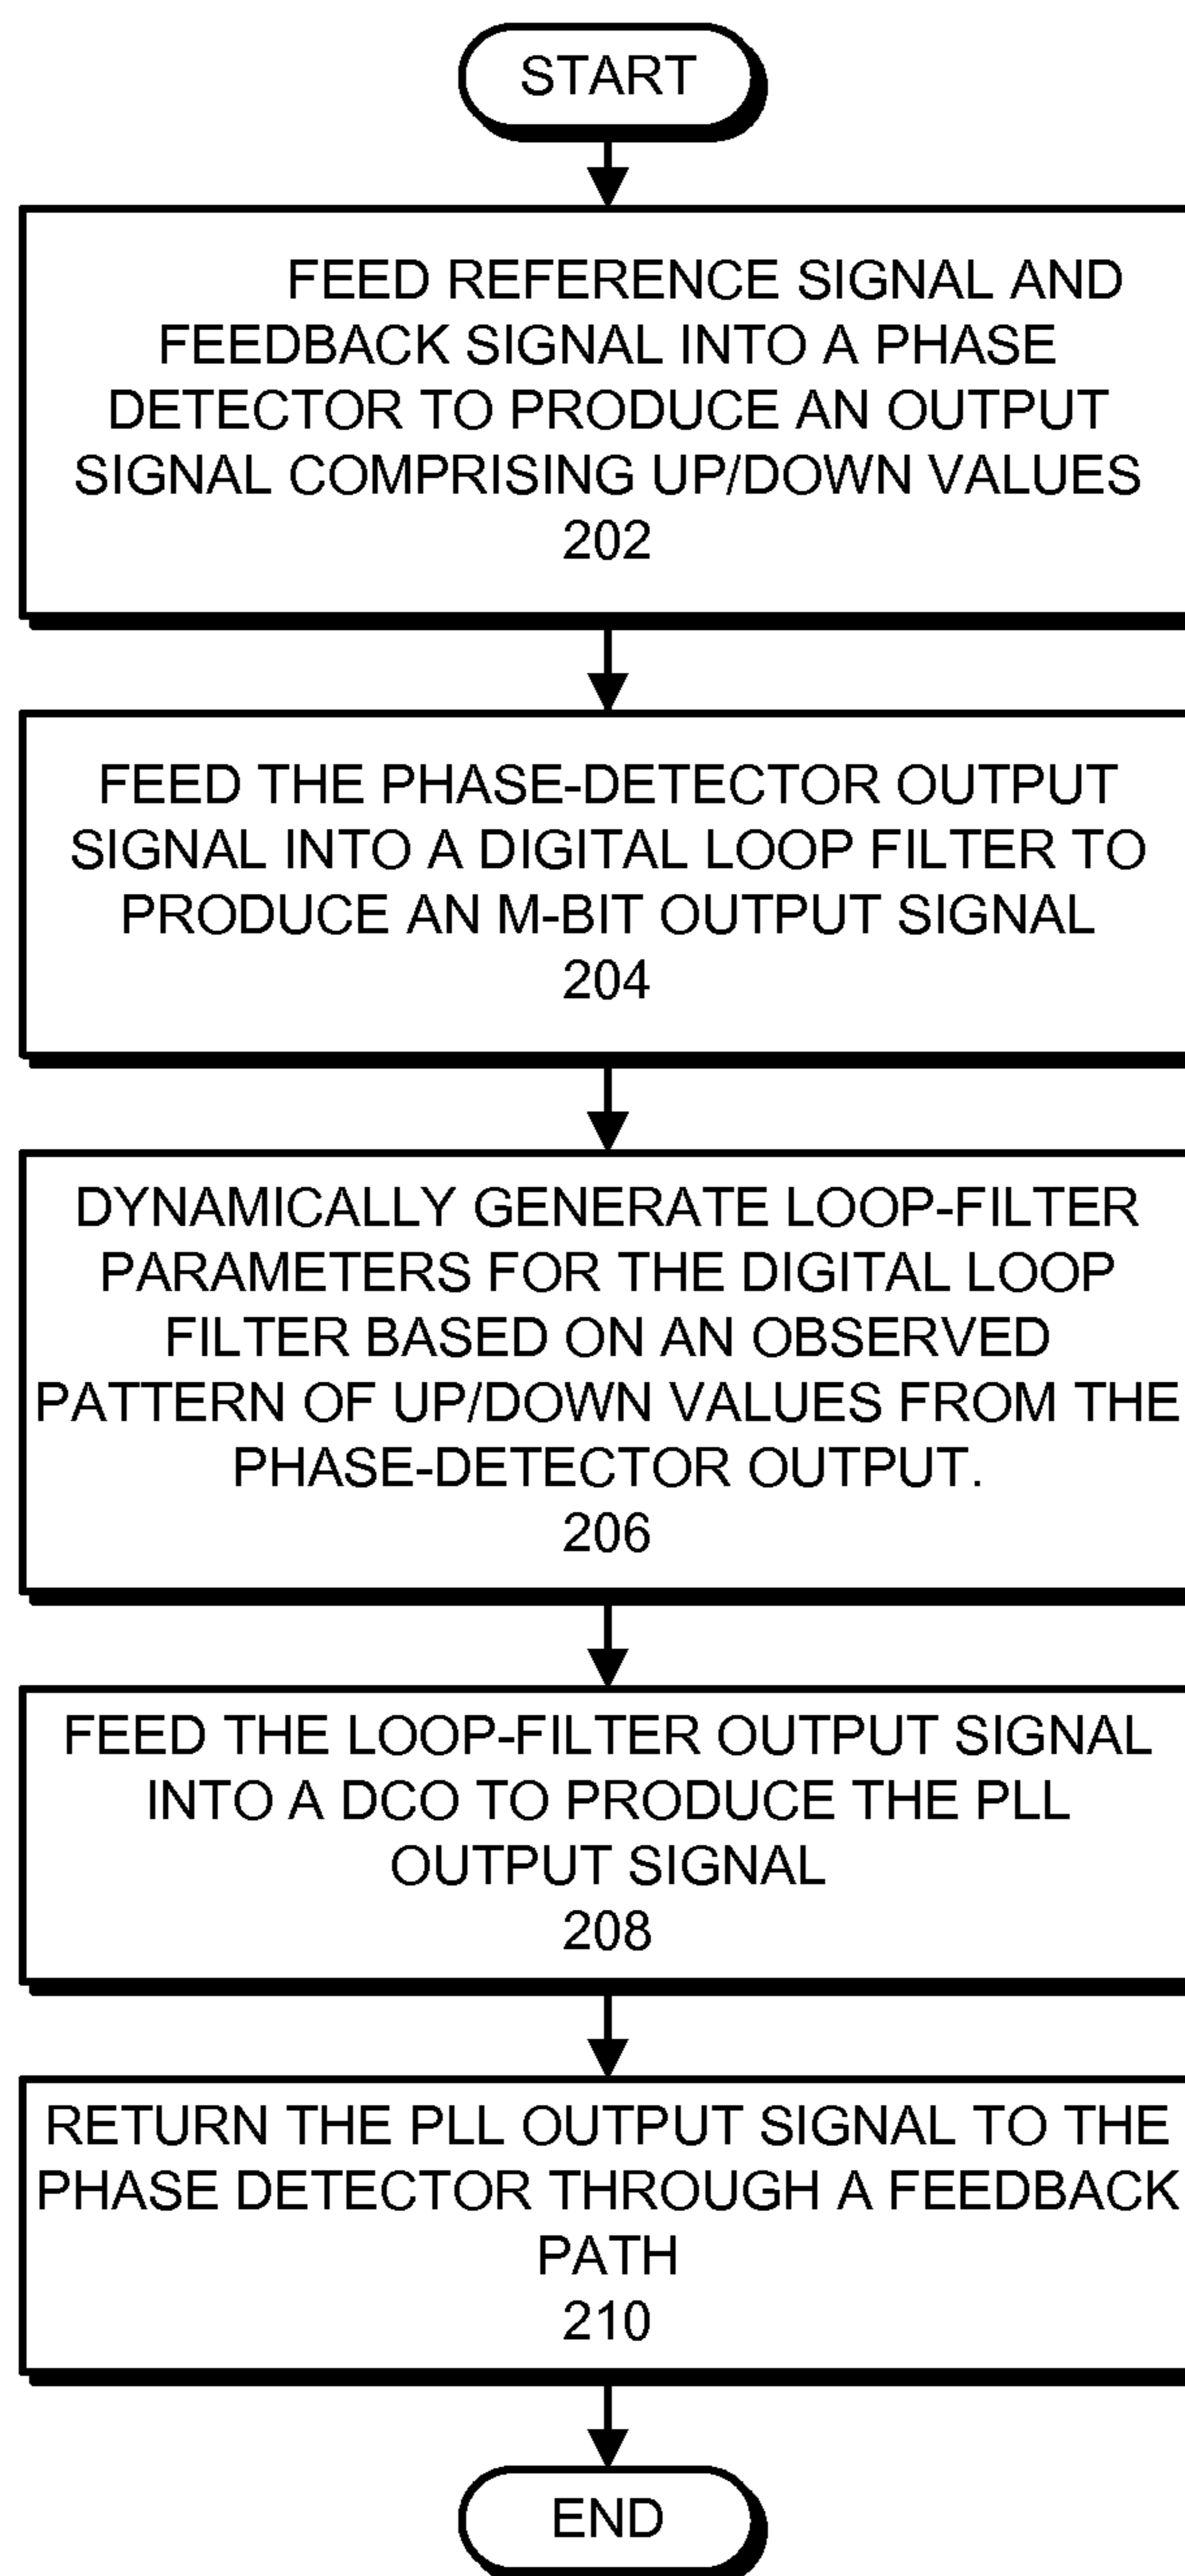 START
FEED REFERENCE SIGNAL AND
FEEDBACK SIGNAL INTO A PHASE
DETECTOR TO PRODUCE AN OUTPUT
SIGNAL COMPRISING UP/DOWN VALUES
202
FEED THE PHASE-DETECTOR OUTPUT
SIGNAL INTO A DIGITAL LOOP FILTER TO
PRODUCE AN M-BIT OUTPUT SIGNAL
204
DYNAMICALLY GENERATE LOOP-FILTER
PARAMETERS FOR THE DIGITAL LOOP
FILTER BASED ON AN OBSERVED
PATTERN OF UP/DOWN VALUES FROM THE
PHASE-DETECTOR OUTPUT.
206
FEED THE LOOP-FILTER OUTPUT SIGNAL
INTO A DCO TO PRODUCE THE PLL
OUTPUT SIGNAL
208
RETURN THE PLL OUTPUT SIGNAL TO THE
PHASE DETECTOR THROUGH A FEEDBACK
PATH
210
END